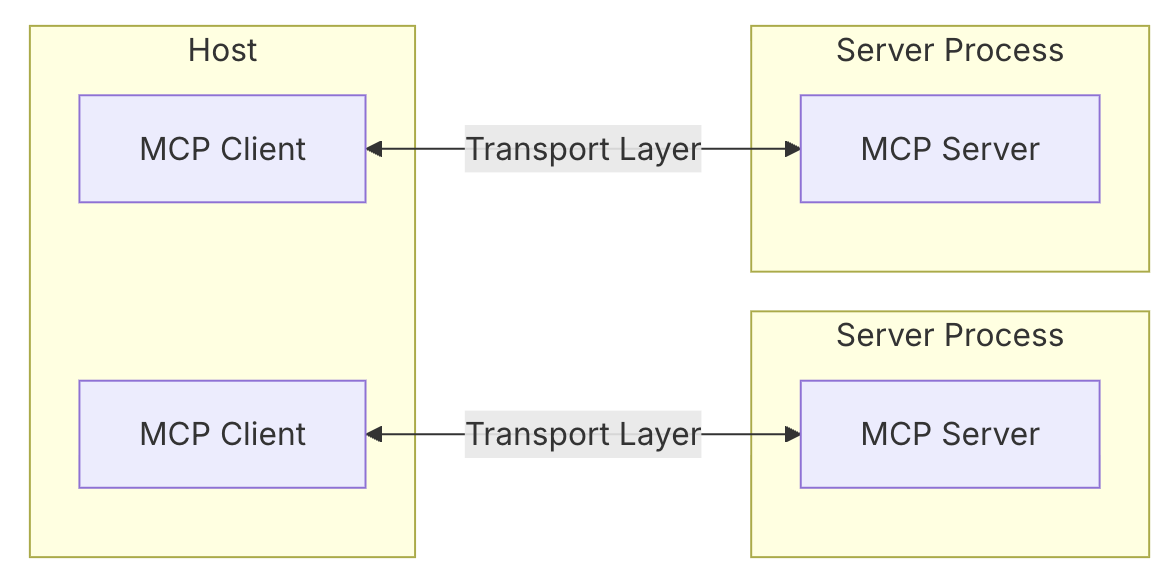 Host
MCP Client
Transport Layer
Server Process
MCP Server
MCP Client
Transport Layer
Server Process
MCP Server